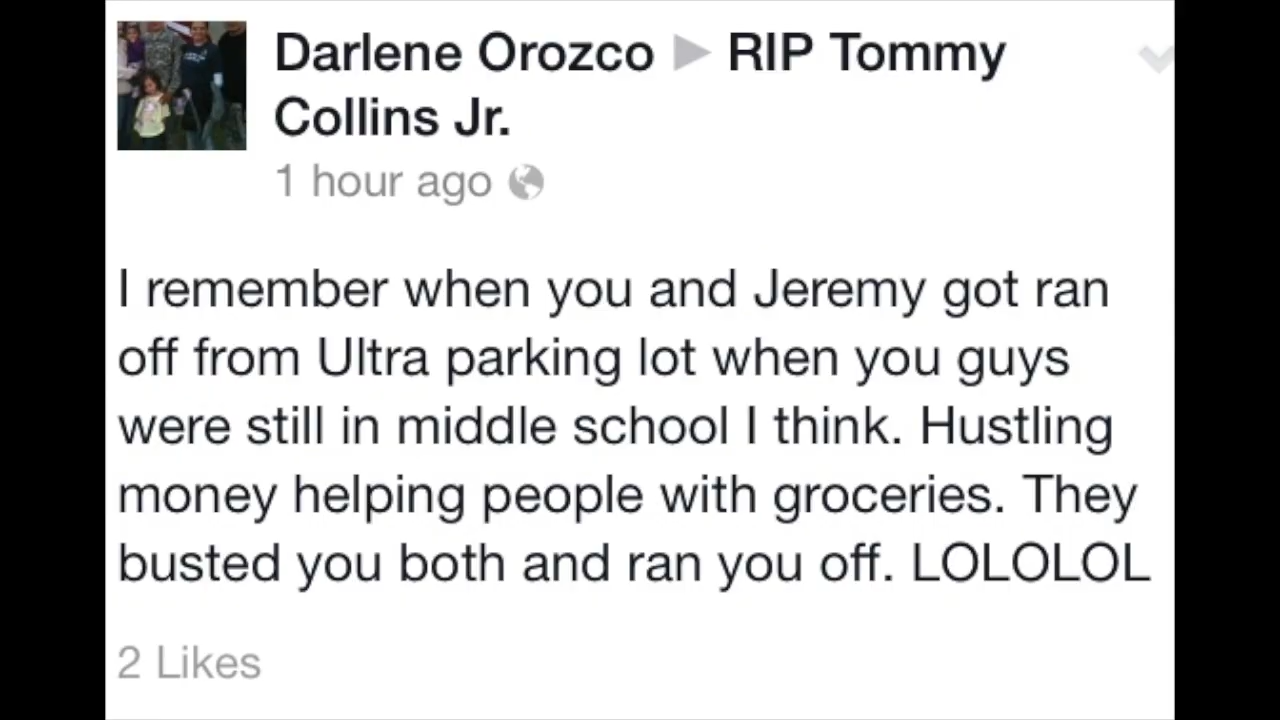 Darlene Orozco ▶ RIP Tommy
Collins Jr.
1 hour ago
I remember when you and Jeremy got ran
off from Ultra parking lot when you guys
were still in middle school I think. Hustling
money helping people with groceries. They
busted you both and ran you off. LOLOLOL
2 Likes